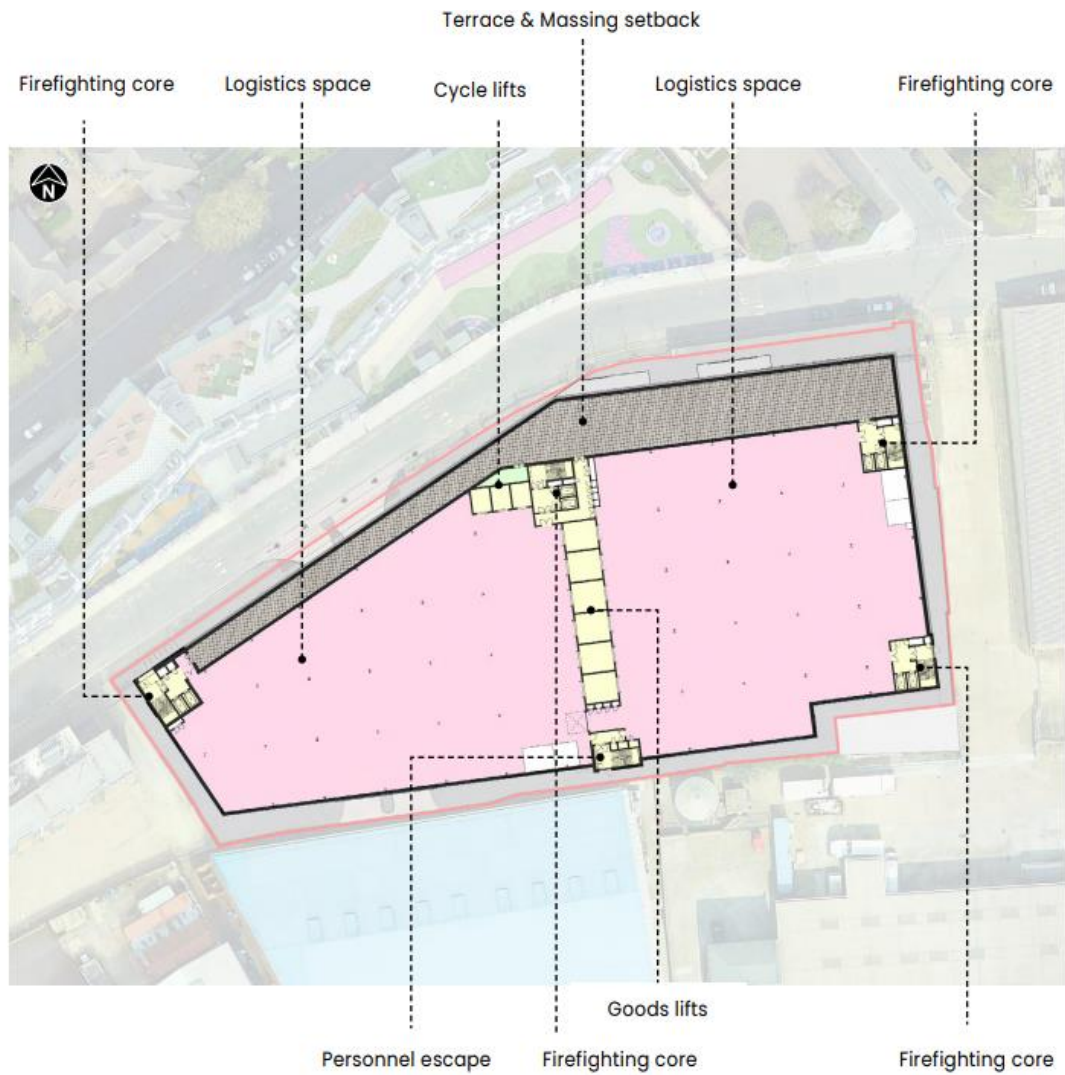 Terrace & Massing setback
Firefighting core
Logistics space
Cycle lifts
Logistics space
Firefighting core
N
Goods lifts
Personnel escape
Firefighting core
Firefighting core